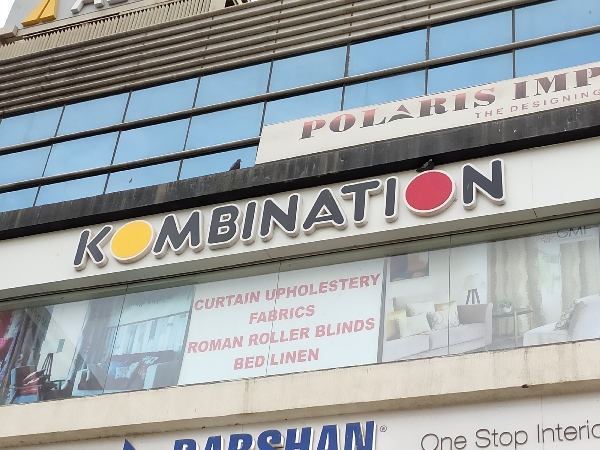 POLARIS IMP
THE DESIGNING
KOMBINATION
CURTAIN UPHOLESTERY
FABRICS
ROMAN ROLLER BLINDS
BED LINEN
DARSHAN
One Stop Interio